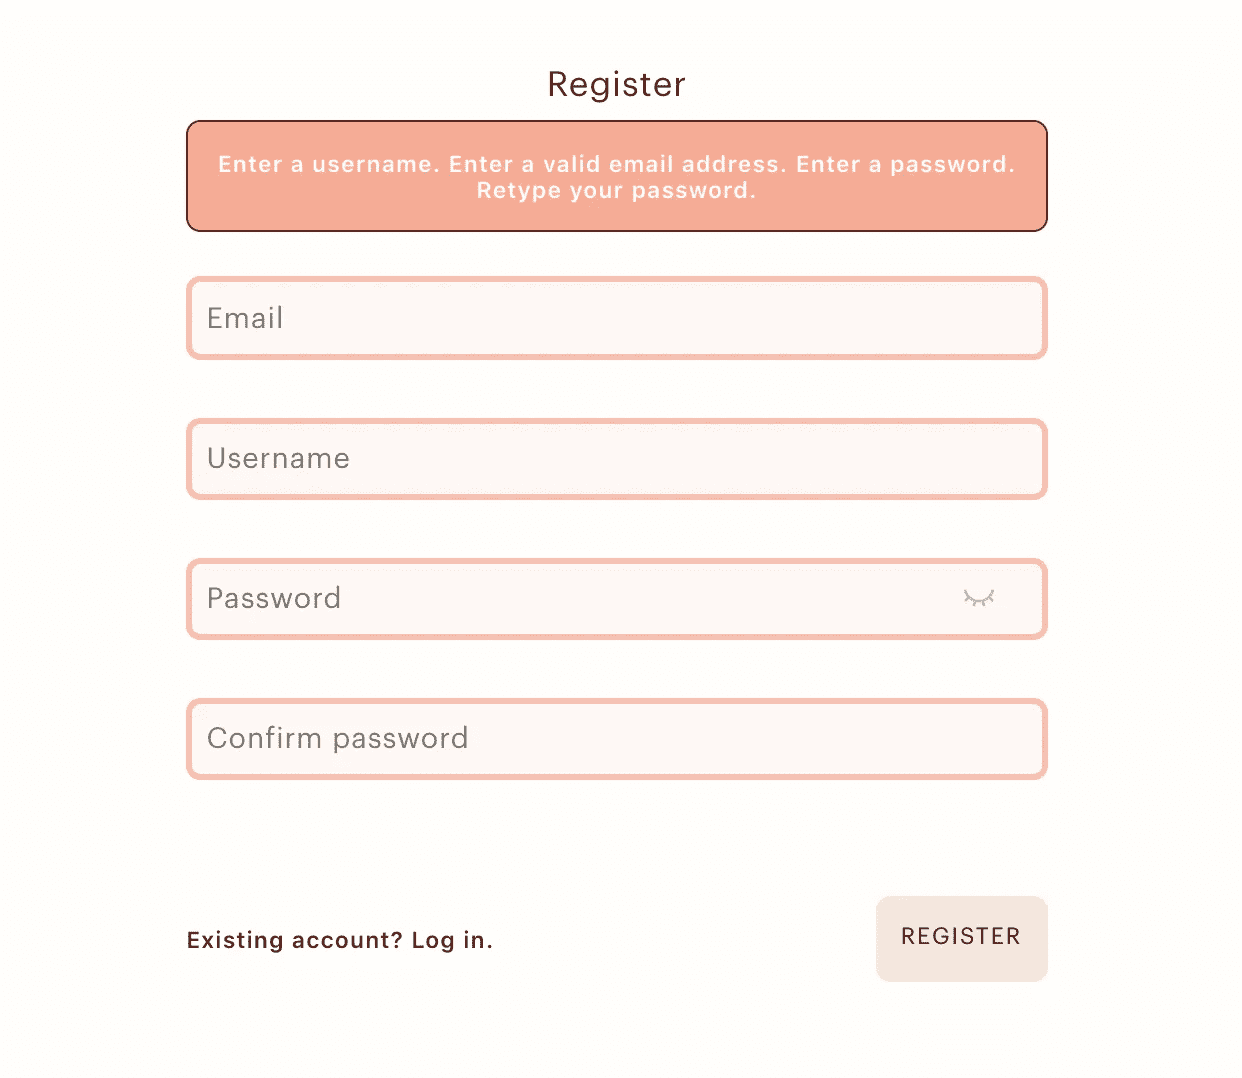 Register
Enter a username. Enter a valid email address. Enter a password.
Retype your password.
Email
Username
Password
Confirm password
Existing account? Log in.
REGISTER